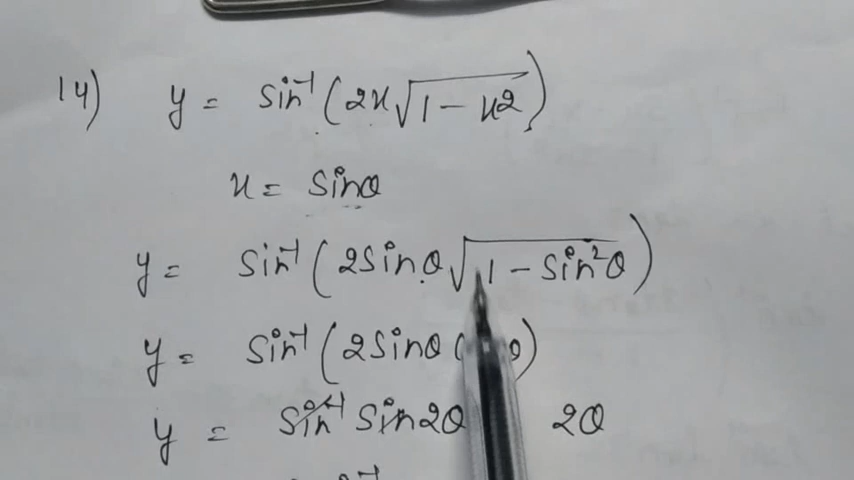 14) y = sin⁻¹(2x√(1 - x²))
x = sinθ
y = sin⁻¹(2sinθ√(1 - sin²θ))
y = sin⁻¹(2sinθ θ)
y = sin⁻¹ sin2θ 2θ